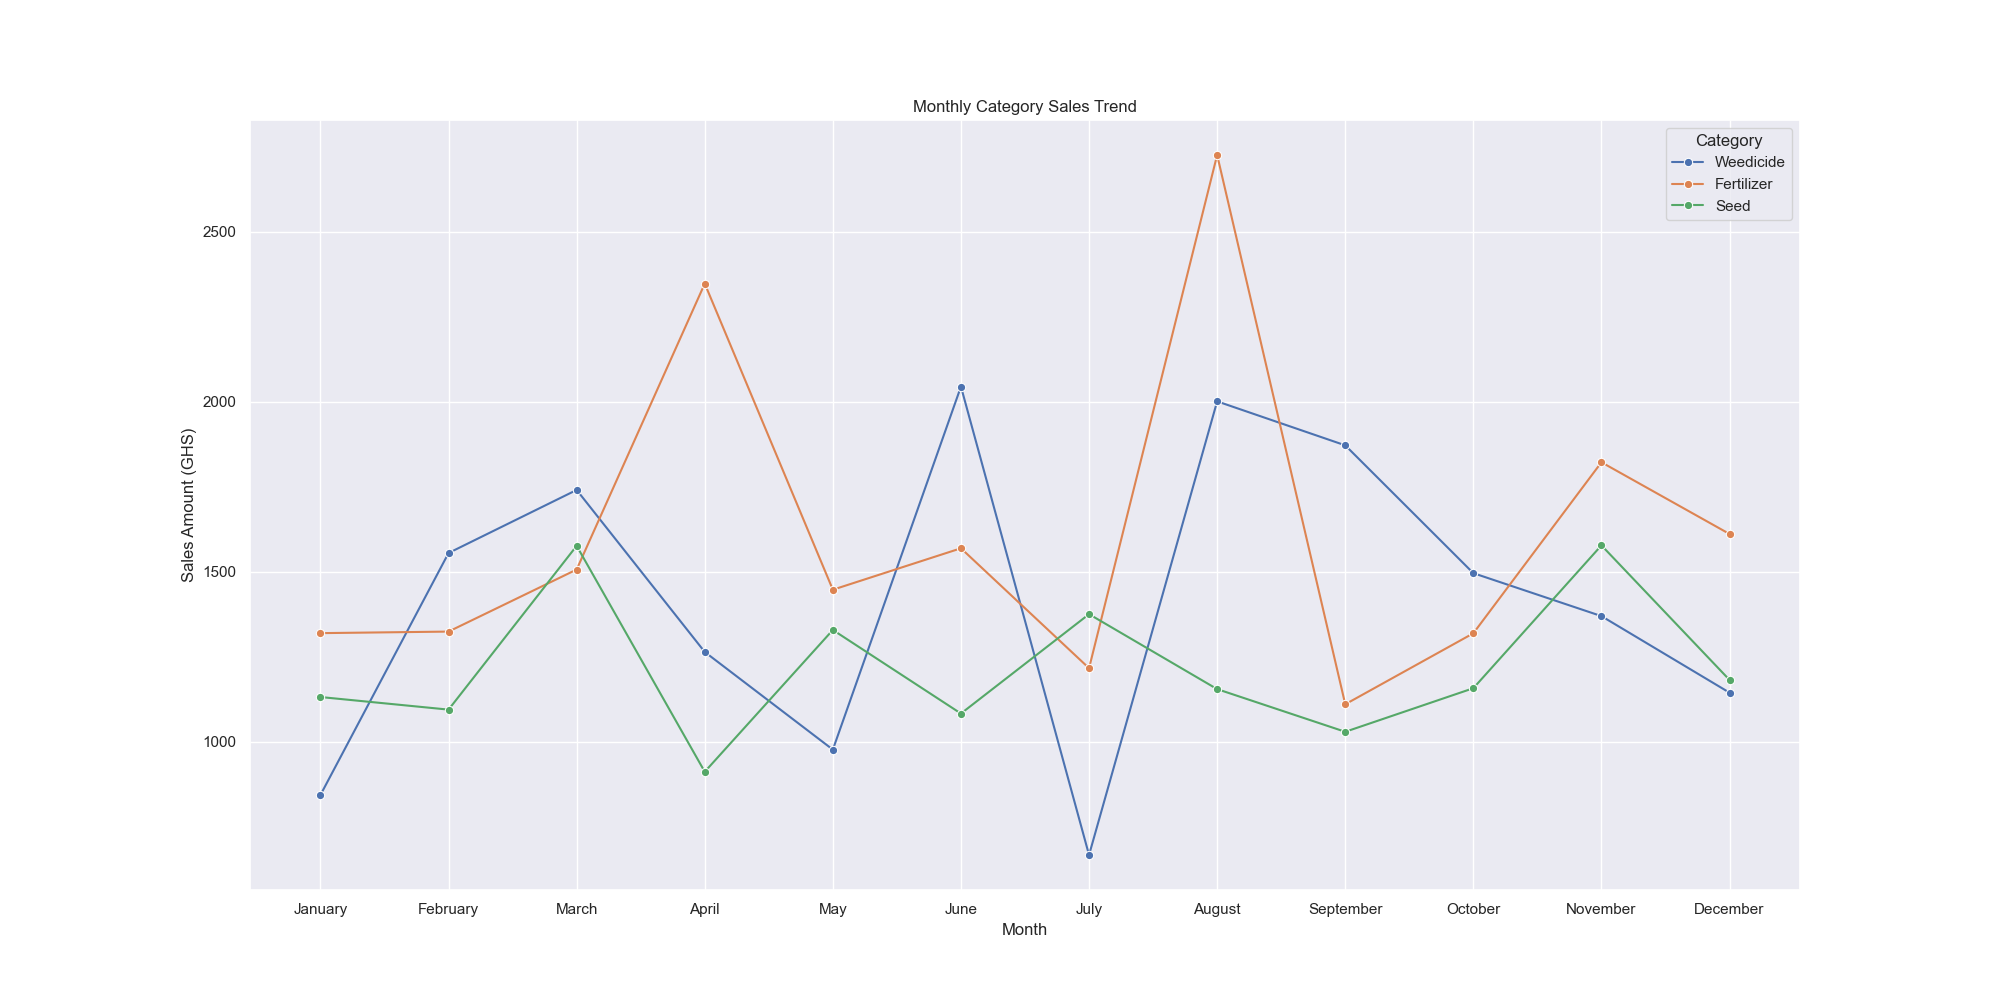 Monthly Category Sales Trend
Category
Weedicide
Fertilizer
Seed
2500
2000
1500
1000
Sales Amount (GHS)
January February March April May June July August September October November December
Month